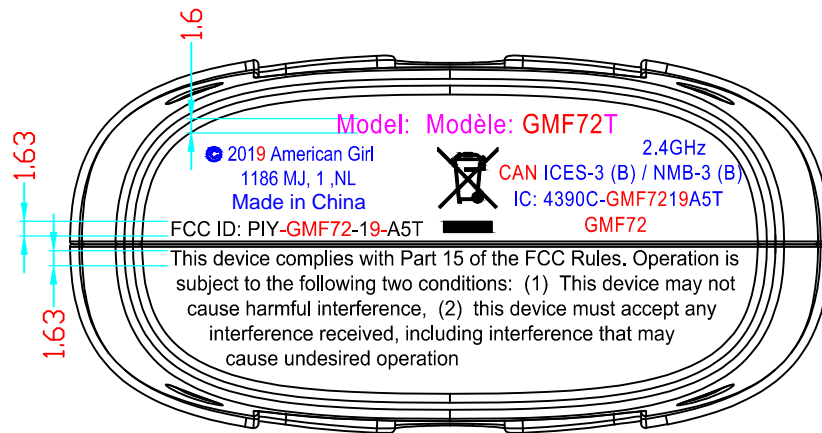 1.6
Model: Modèle: GMF72T
© 2019 American Girl
1186 MJ, 1 ,NL
Made in China
2.4GHz
CAN ICES-3 (B) / NMB-3 (B)
IC: 4390C-GMF7219A5T
GMF72
1.63
FCC ID: PIY-GMF72-19-A5T
This device complies with Part 15 of the FCC Rules. Operation is
subject to the following two conditions: (1) This device may not
cause harmful interference, (2) this device must accept any
interference received, including interference that may
cause undesired operation
1.63